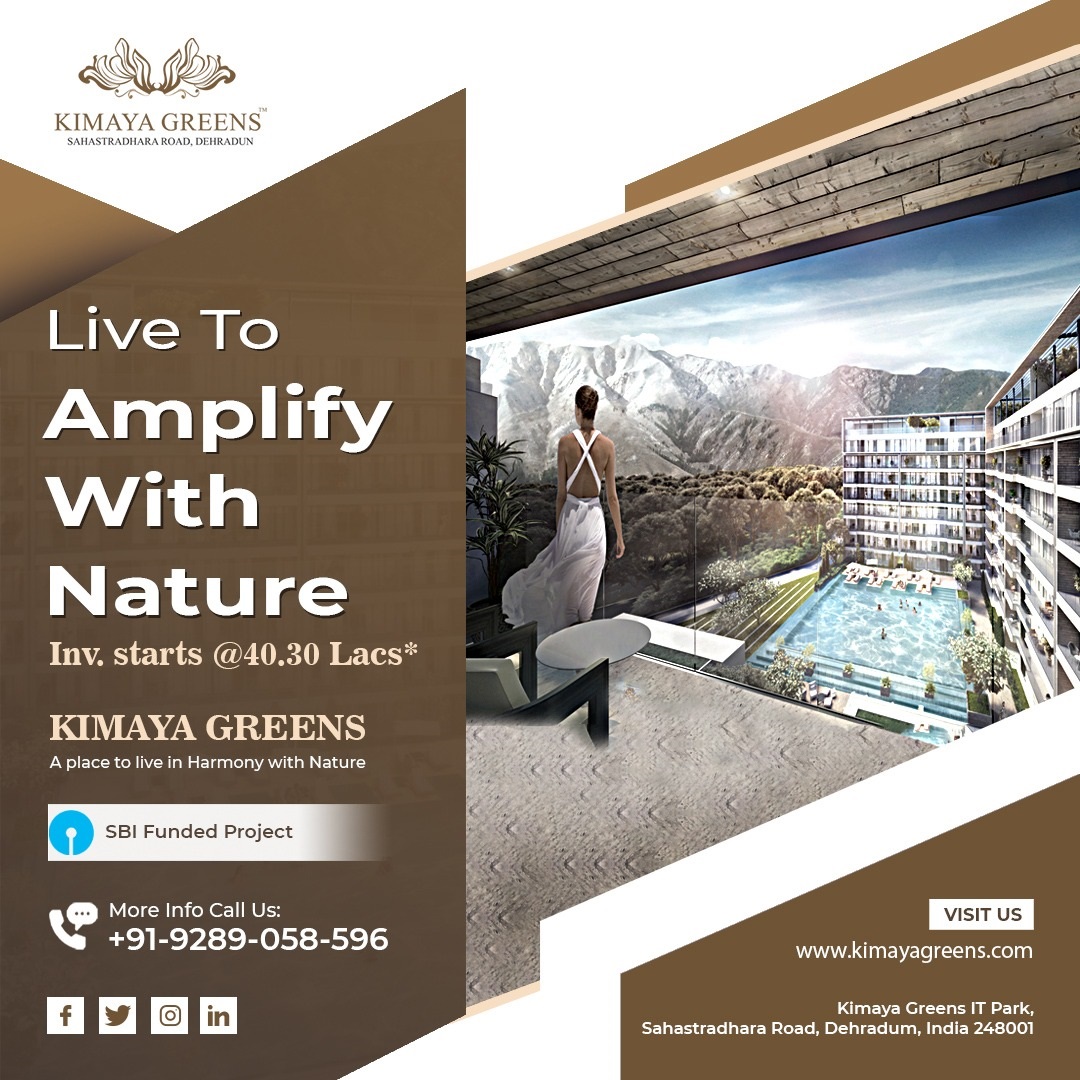 KIMAYA GREENS™
SAHASTRADHARA ROAD, DEHRADUN
Live To
Amplify
With
Nature
Inv. starts @40.30 Lacs*
KIMAYA GREENS
A place to live in Harmony with Nature
SBI Funded Project
More Info Call Us:
+91-9289-058-596
VISIT US
www.kimayagreens.com
Kimaya Greens IT Park,
Sahastradhara Road, Dehradum, India 248001